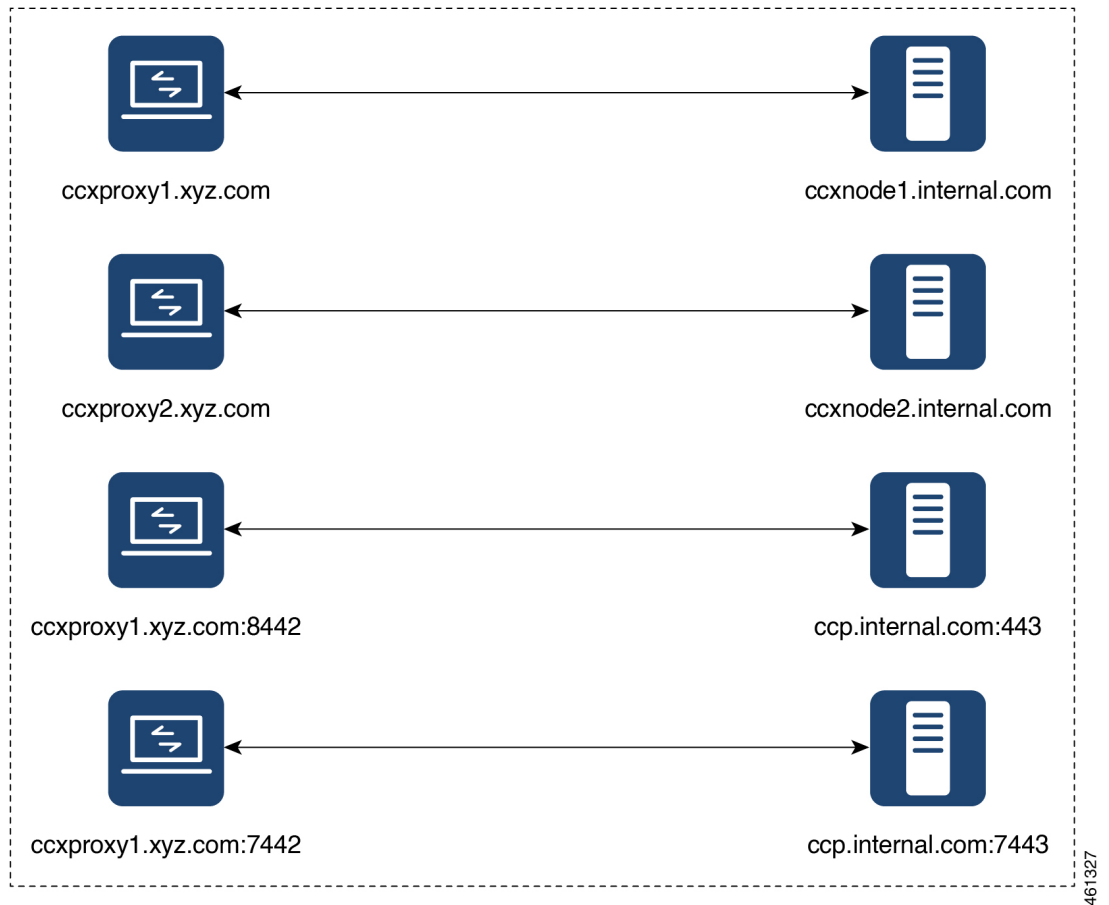 ccxproxy1.xyz.com
ccxnode1.internal.com
ccxproxy2.xyz.com
ccxnode2.internal.com
ccxproxy1.xyz.com:8442
ccp.internal.com:443
ccxproxy1.xyz.com:7442
ccp.internal.com:7443
461327